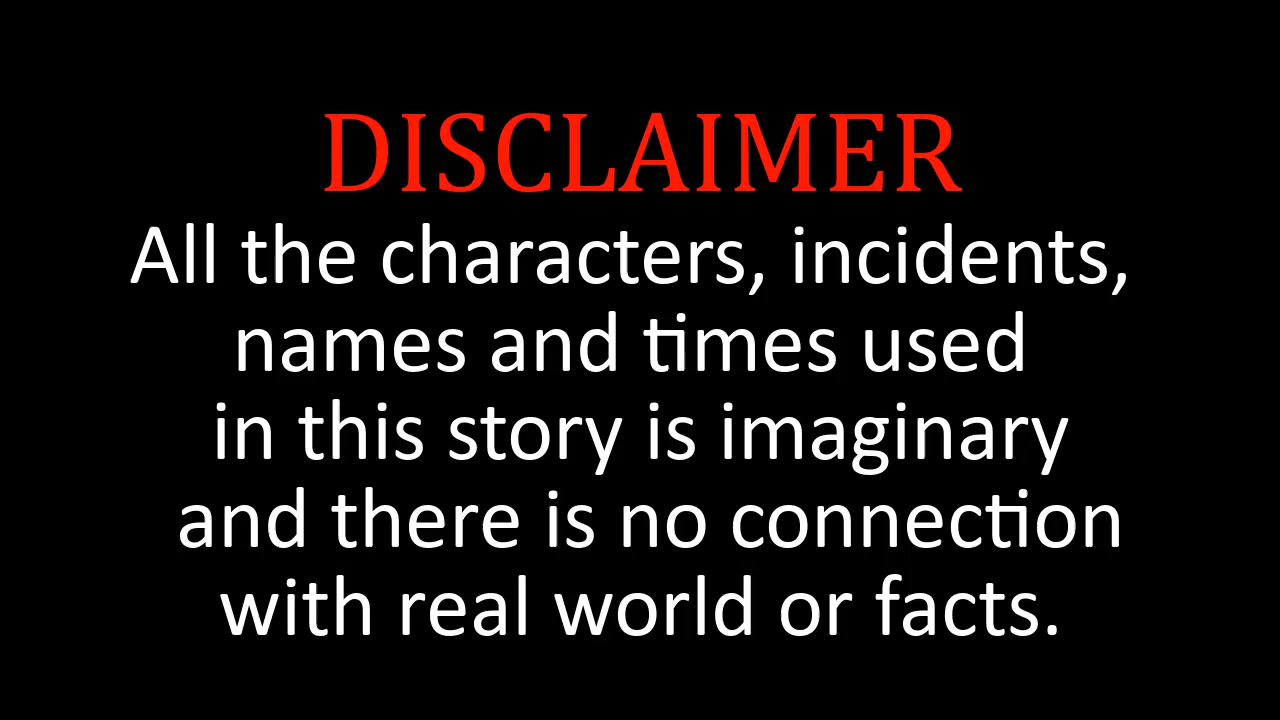 DISCLAIMER
All the characters, incidents,
names and times used
in this story is imaginary
and there is no connection
with real world or facts.